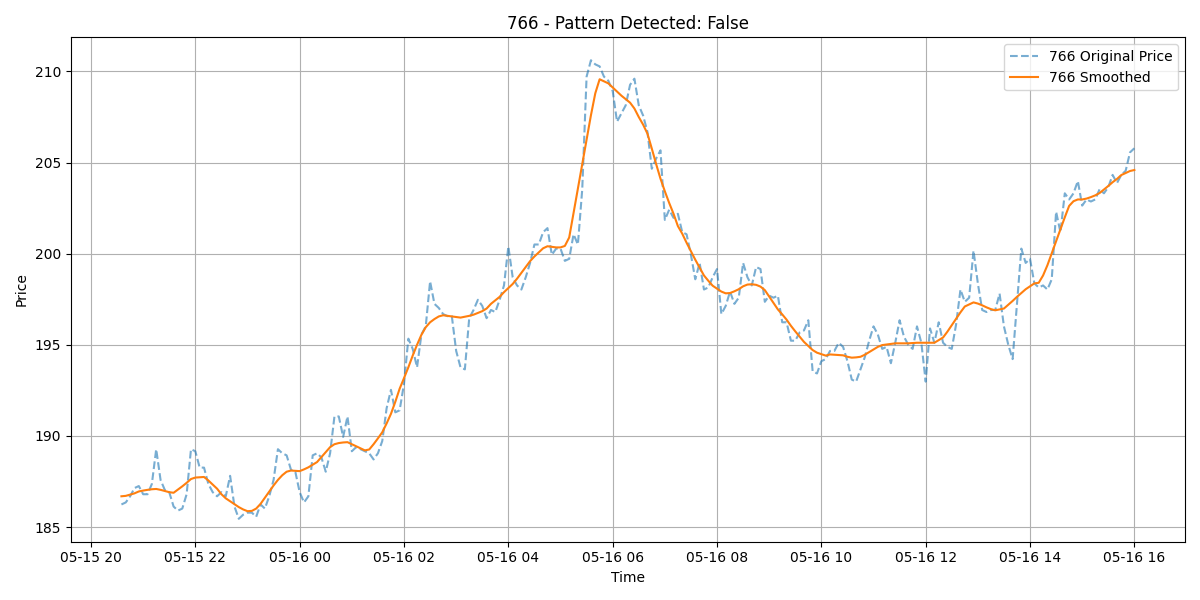 766 - Pattern Detected: False
766 Original Price
766 Smoothed
Price
210
205
200
195
190
185
05-15 20 05-15 22 05-16 00 05-16 02 05-16 04 05-16 06 05-16 08 05-16 10 05-16 12 05-16 14 05-16 16
Time